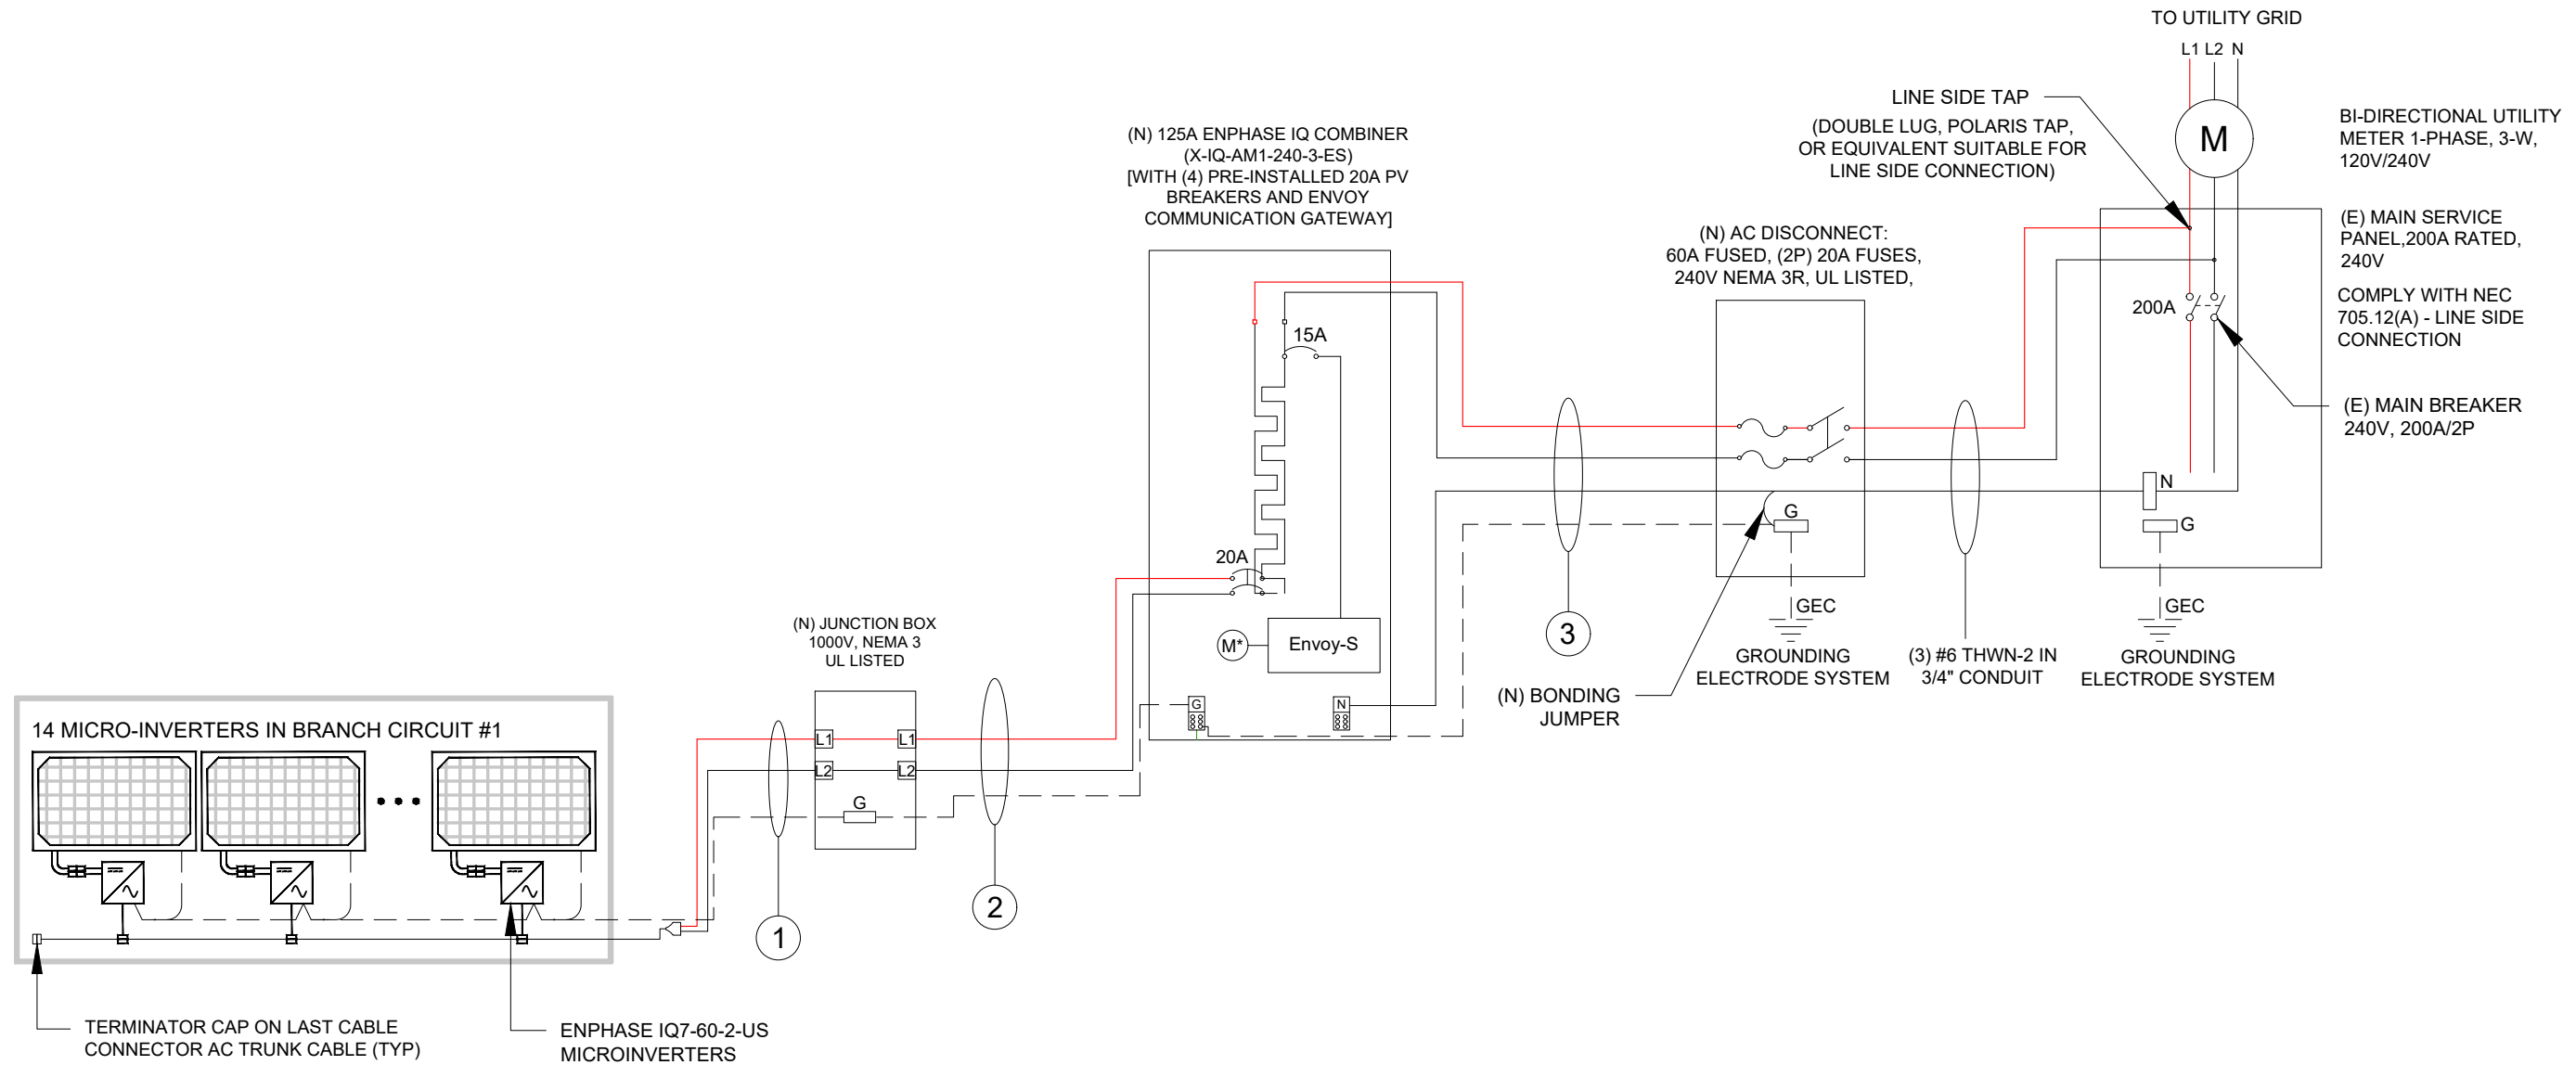 TO UTILITY GRID
L1 L2 N
LINE SIDE TAP
(DOUBLE LUG, POLARIS TAP,
OR EQUIVALENT SUITABLE FOR
LINE SIDE CONNECTION)
M
BI-DIRECTIONAL UTILITY
METER 1-PHASE, 3-W,
120V/240V
(N) 125A ENPHASE IQ COMBINER
(X-IQ-AM1-240-3-ES)
[WITH (4) PRE-INSTALLED 20A PV
BREAKERS AND ENVOY
COMMUNICATION GATEWAY]
(N) AC DISCONNECT:
60A FUSED, (2P) 20A FUSES,
240V NEMA 3R, UL LISTED,
(E) MAIN SERVICE
PANEL,200A RATED,
240V
COMPLY WITH NEC
705.12(A) - LINE SIDE
CONNECTION
200A
(E) MAIN BREAKER
240V, 200A/2P
15A
20A
Envoy-S
M*
G
N
3
G
GEC
GROUNDING
ELECTRODE SYSTEM
(N) BONDING
JUMPER
(3) #6 THWN-2 IN
3/4" CONDUIT
N
G
GEC
GROUNDING
ELECTRODE SYSTEM
(N) JUNCTION BOX
1000V, NEMA 3
UL LISTED
L1 L1
L2 L2
G
1
2
14 MICRO-INVERTERS IN BRANCH CIRCUIT #1
TERMINATOR CAP ON LAST CABLE
CONNECTOR AC TRUNK CABLE (TYP)
ENPHASE IQ7-60-2-US
MICROINVERTERS